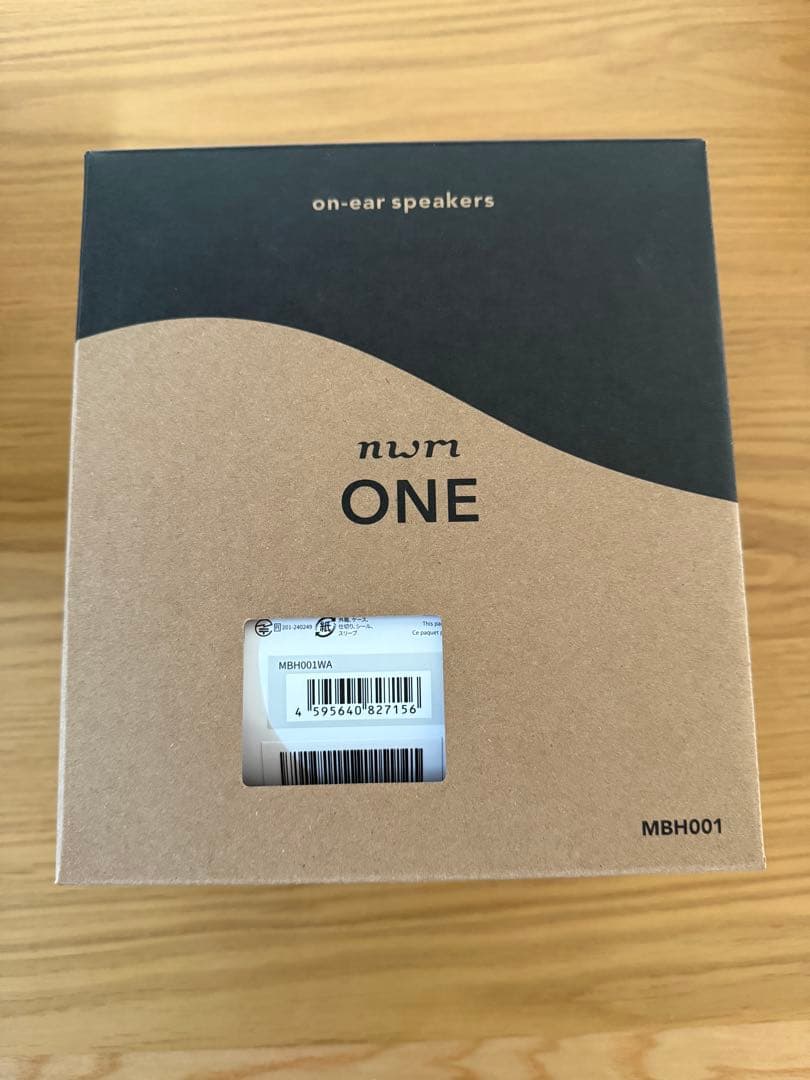 on-ear speakers
nwm
ONE
R 201-240249
紙
外箱、ケース、
仕切り、シール、
スリーブ
This pa
Ce paquet
MBH001WA
4 595640 827156
MBH001